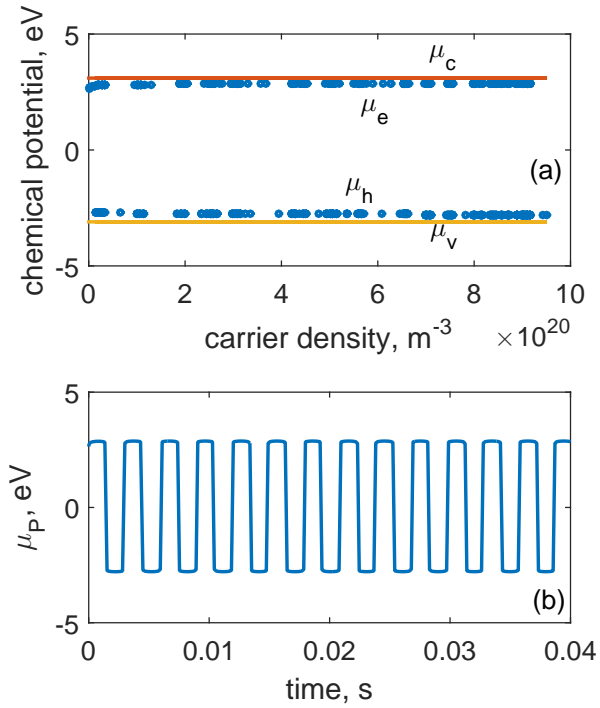 chemical potential, eV
5
0
-5
μc
μe
μh
μv
(a)
0 2 4 6 8 10
carrier density, m-3 ×10^20
μP, eV
5
0
-5
(b)
0 0.01 0.02 0.03 0.04
time, s